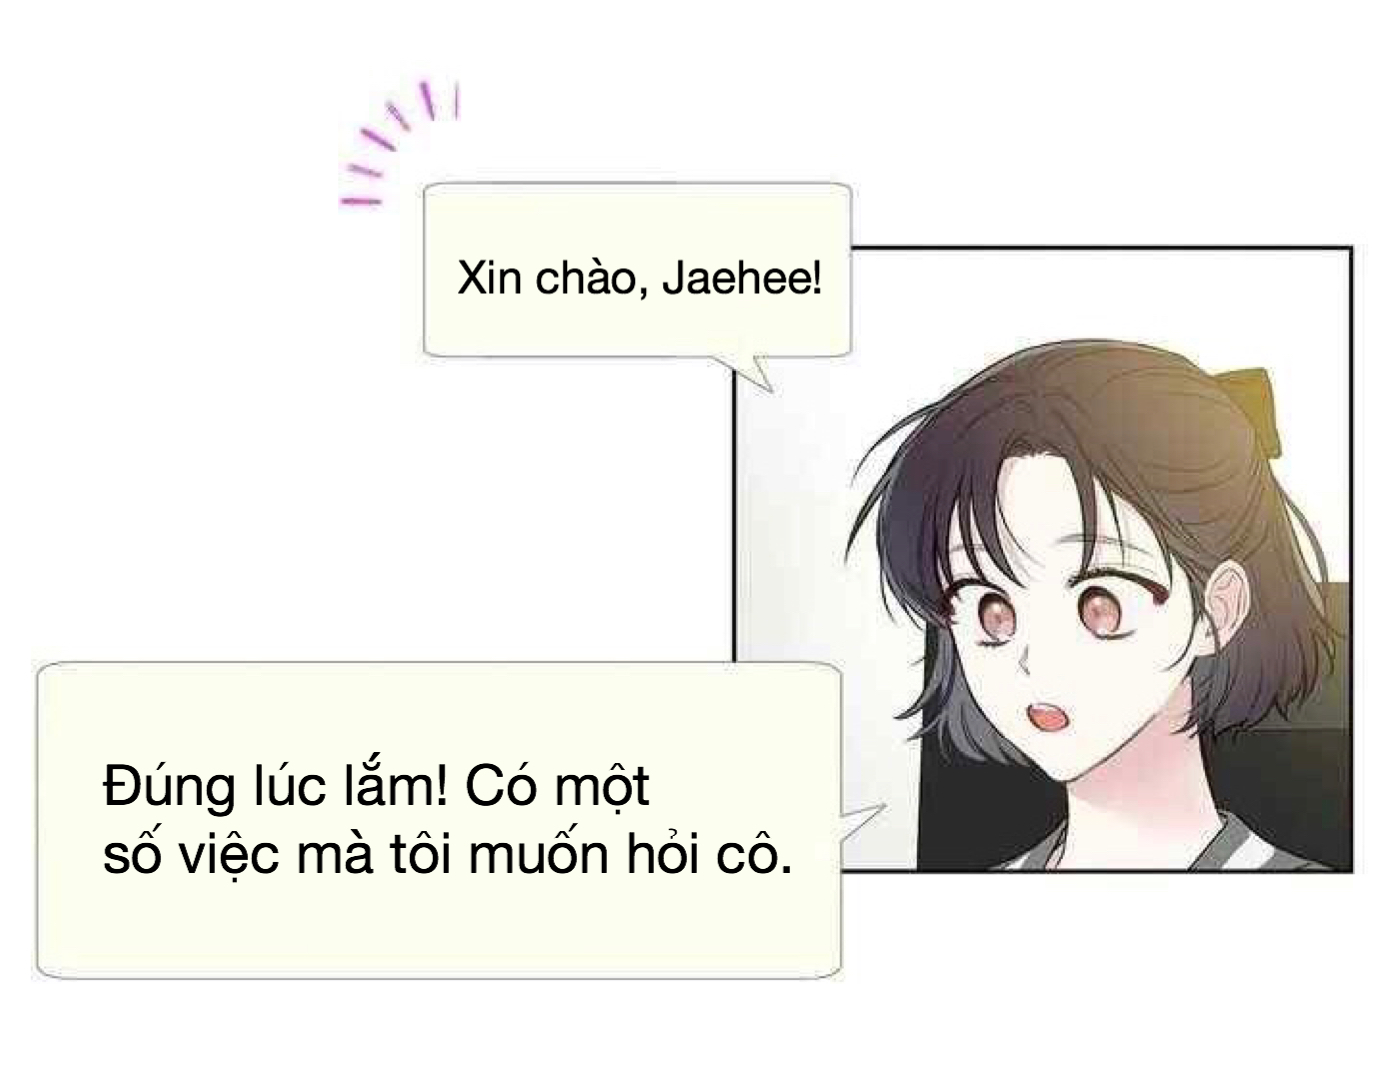 Xin chào, Jaehee!
Đúng lúc lắm! Có một
số việc mà tôi muốn hỏi cô.